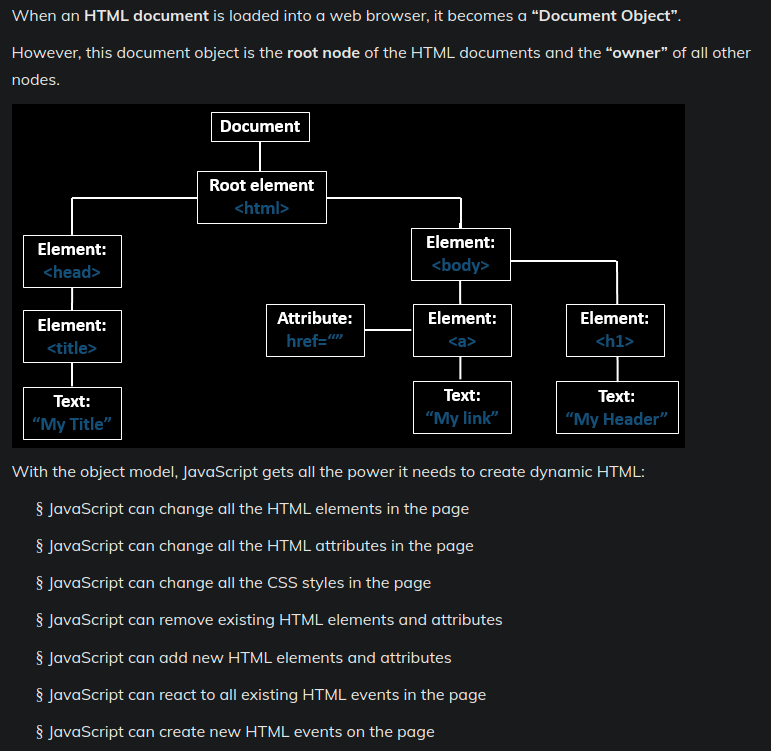 When an HTML document is loaded into a web browser, it becomes a “Document Object”.
However, this document object is the root node of the HTML documents and the “owner” of all other
nodes.
Document
Root element
<html>
Element:
<head>
Element:
<body>
Element:
<title>
Attribute:
href=“”
Element:
<a>
Element:
<h1>
Text:
“My Title”
Text:
“My link”
Text:
“My Header”
With the object model, JavaScript gets all the power it needs to create dynamic HTML:
§ JavaScript can change all the HTML elements in the page
§ JavaScript can change all the HTML attributes in the page
§ JavaScript can change all the CSS styles in the page
§ JavaScript can remove existing HTML elements and attributes
§ JavaScript can add new HTML elements and attributes
§ JavaScript can react to all existing HTML events in the page
§ JavaScript can create new HTML events on the page